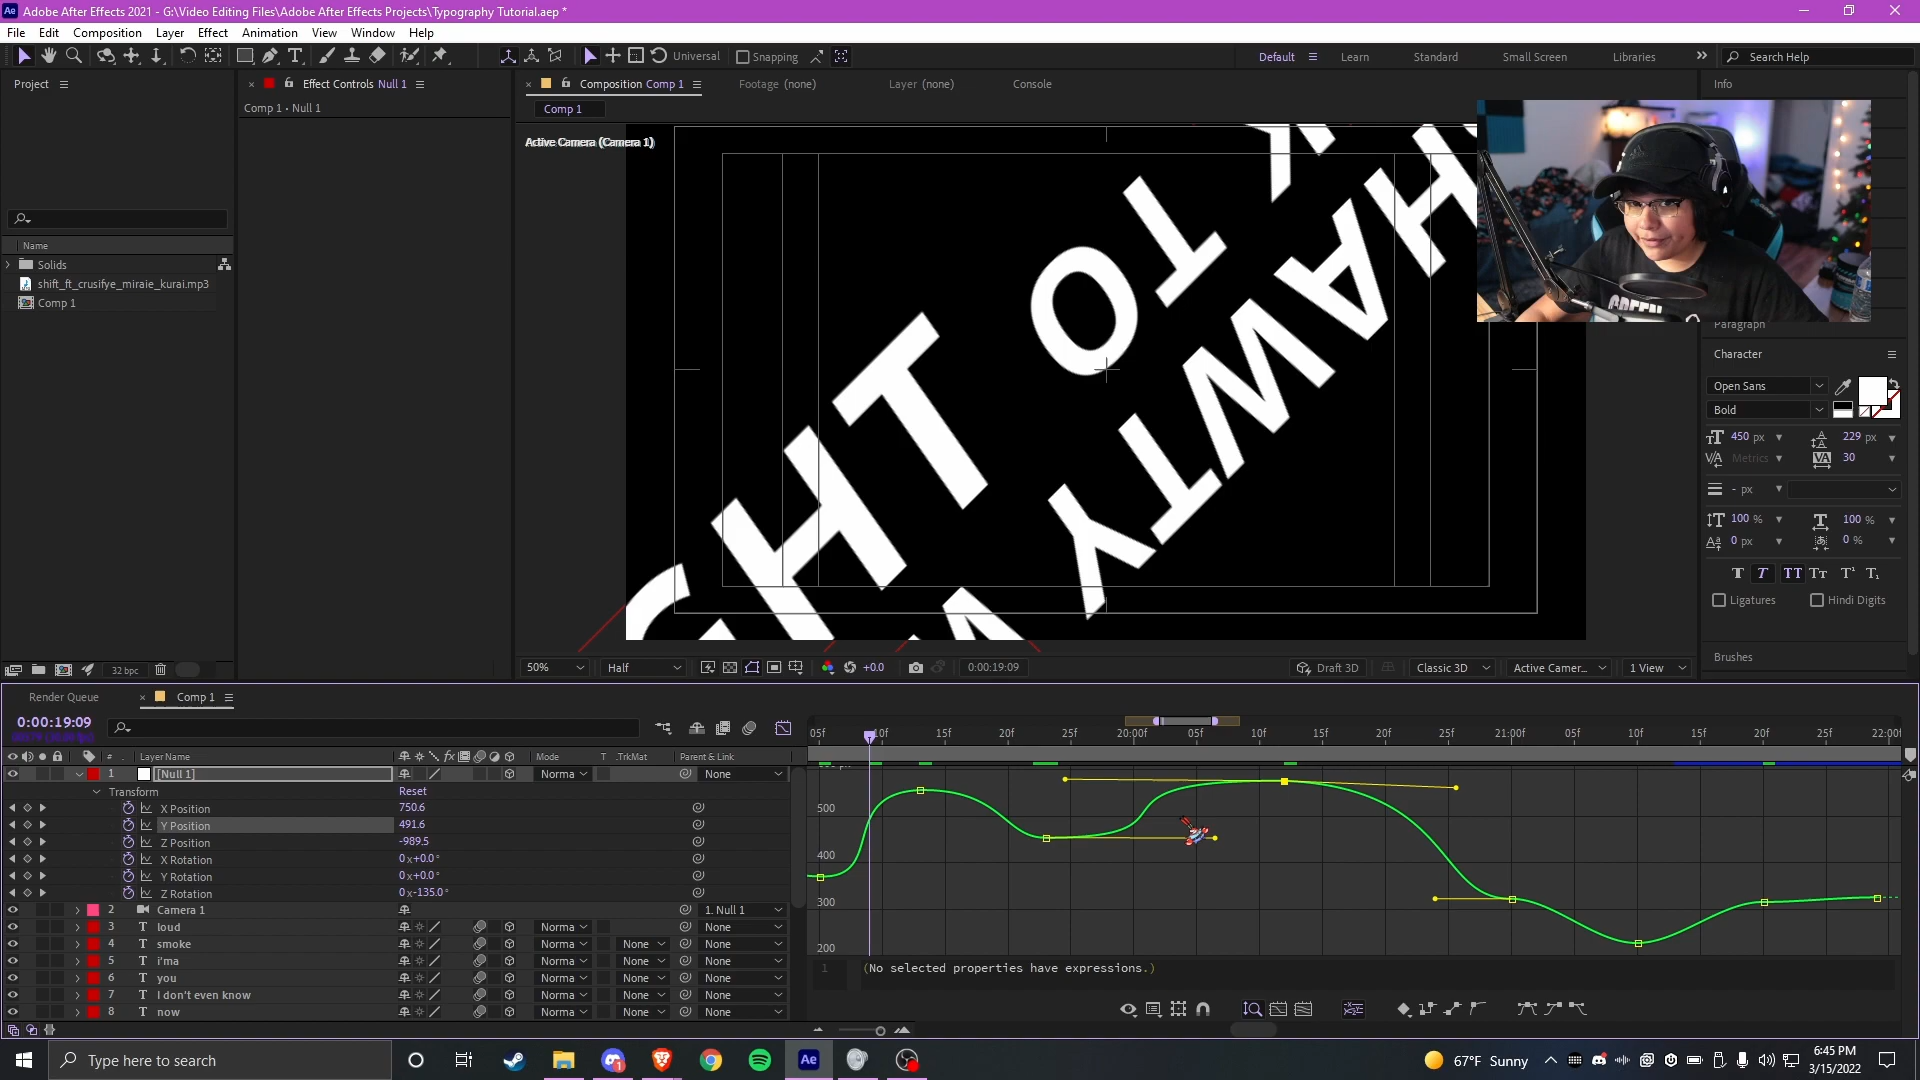 Adobe After Effects 2021 - G:\Video Editing Files\Adobe After Effects Projects\Typography Tutorial.aep *
File Edit Composition Layer Effect Animation View Window Help
Universal Snapping Default Learn Standard Small Screen Libraries Search Help
Project
Effect Controls Null 1
Composition Comp 1
Footage (none)
Layer (none)
Console
Info
Comp 1 • Null 1
Comp 1
Active Camera (Camera 1)
HT TO
HAWTY
GREEN
Name
Solids
shift_ft_crusifye_miraie_kurai.mp3
Comp 1
Paragraph
Character
Open Sans
Bold
450 px 229 px
Metrics 30
- px
100 % 100 %
0 px 0 %
Ligatures Hindi Digits
Brushes
32 bpc
50% Half +0.0 0:00:19:09 Draft 3D Classic 3D Active Camer... 1 View
Render Queue Comp 1
0:00:19:09
# Layer Name Mode T .TrkMat Parent & Link
05f 10f 15f 20f 25f 20:00f 05f 10f 15f 20f 25f 21:00f 05f 10f 15f 20f 22:00f
1 [Null 1] Norma None
Transform Reset
X Position 750.6
Y Position 491.6
Z Position -989.5
X Rotation 0x+0.0°
Y Rotation 0x+0.0°
Z Rotation 0x-135.0°
2 Camera 1 1. Null 1
3 T loud Norma None
4 T smoke Norma None None
5 T i'ma Norma None None
6 T you Norma None None
7 T I don't even know Norma None None
8 T now Norma None None
500
400
300
200
1 (No selected properties have expressions.)
Type here to search
Ae
67°F Sunny
6:45 PM
3/15/2022